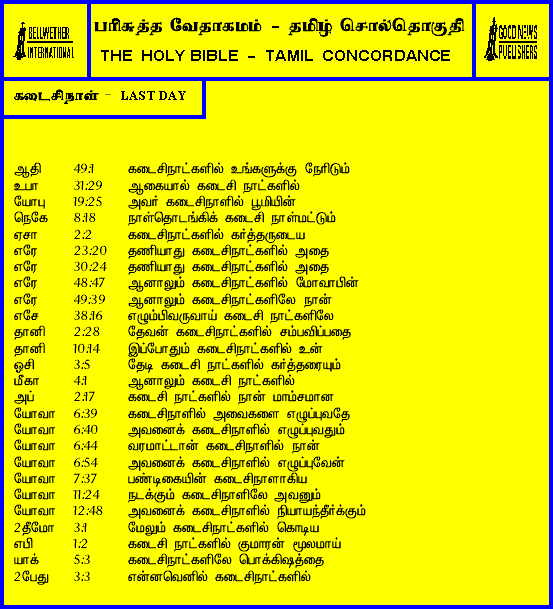 BELLWETHER INTERNATIONAL
பரிசுத்த வேதாகமம் - தமிழ் சொல்தொகுதி
THE HOLY BIBLE - TAMIL CONCORDANCE
GOOD NEWS PUBLISHERS
கடைசிநாள் - LAST DAY
ஆதி 49:1 கடைசிநாட்களில் உங்களுக்கு நேரிடும்
உபா 31:29 ஆகையால் கடைசி நாட்களில்
யோபு 19:25 அவர் கடைசிநாளில் பூமியின்
நெகே 8:18 நாள்தொடங்கிக் கடைசி நாள்மட்டும்
ஏசா 2:2 கடைசிநாட்களில் கர்த்தருடைய
எரே 23:20 தணியாது கடைசிநாட்களில் அதை
எரே 30:24 தணியாது கடைசிநாட்களில் அதை
எரே 48:47 ஆனாலும் கடைசிநாட்களில் மோவாபின்
எரே 49:39 ஆனாலும் கடைசிநாட்களிலே நான்
எசே 38:16 எழும்பிவருவாய் கடைசி நாட்களிலே
தானி 2:28 தேவன் கடைசிநாட்களில் சம்பவிப்பதை
தானி 10:14 இப்போதும் கடைசிநாட்களில் உன்
ஓசி 3:5 தேடி கடைசி நாட்களில் கர்த்தரையும்
மீகா 4:1 ஆனாலும் கடைசி நாட்களில்
அப் 2:17 கடைசி நாட்களில் நான் மாம்சமான
யோவா 6:39 கடைசிநாளில் அவைகளை எழுப்புவதே
யோவா 6:40 அவனைக் கடைசிநாளில் எழுப்புவதும்
யோவா 6:44 வரமாட்டான் கடைசிநாளில் நான்
யோவா 6:54 அவனைக் கடைசிநாளில் எழுப்புவேன்
யோவா 7:37 பண்டிகையின் கடைசிநாளாகிய
யோவா 11:24 நடக்கும் கடைசிநாளிலே அவனும்
யோவா 12:48 அவனைக் கடைசிநாளில் நியாயந்தீர்க்கும்
2தீமோ 3:1 மேலும் கடைசிநாட்களில் கொடிய
எபி 1:2 கடைசி நாட்களில் குமாரன் மூலமாய்
யாக் 5:3 கடைசிநாட்களிலே பொக்கிஷத்தை
2பேது 3:3 என்னவெனில் கடைசிநாட்களில்